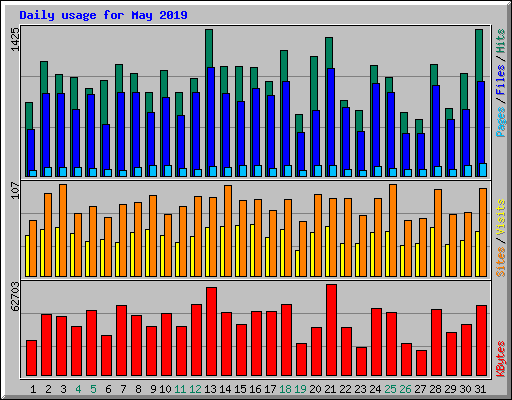 Daily usage for May 2019
1425
Pages / Files / Hits
107
Sites / Visits
62703
KBytes
1 2 3 4 5 6 7 8 9 10 11 12 13 14 15 16 17 18 19 20 21 22 23 24 25 26 27 28 29 30 31